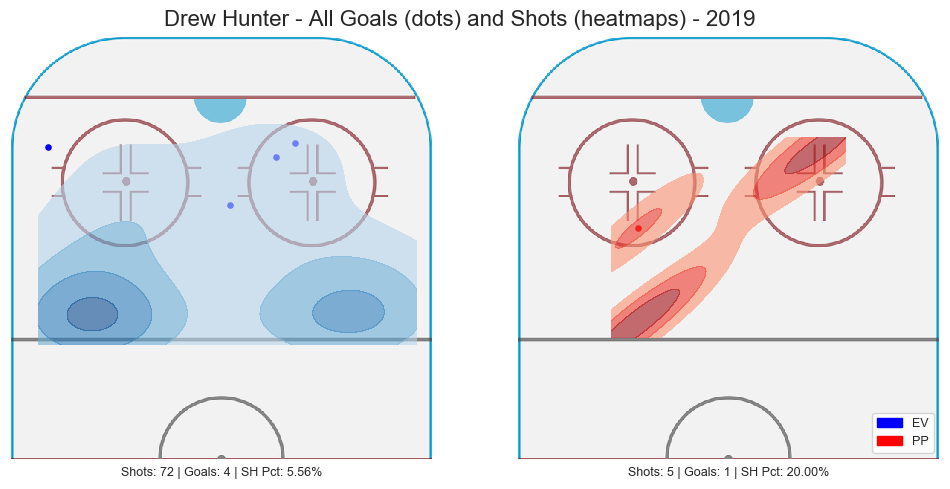 Drew Hunter - All Goals (dots) and Shots (heatmaps) - 2019
EV
PP
Shots: 72 | Goals: 4 | SH Pct: 5.56%
Shots: 5 | Goals: 1 | SH Pct: 20.00%